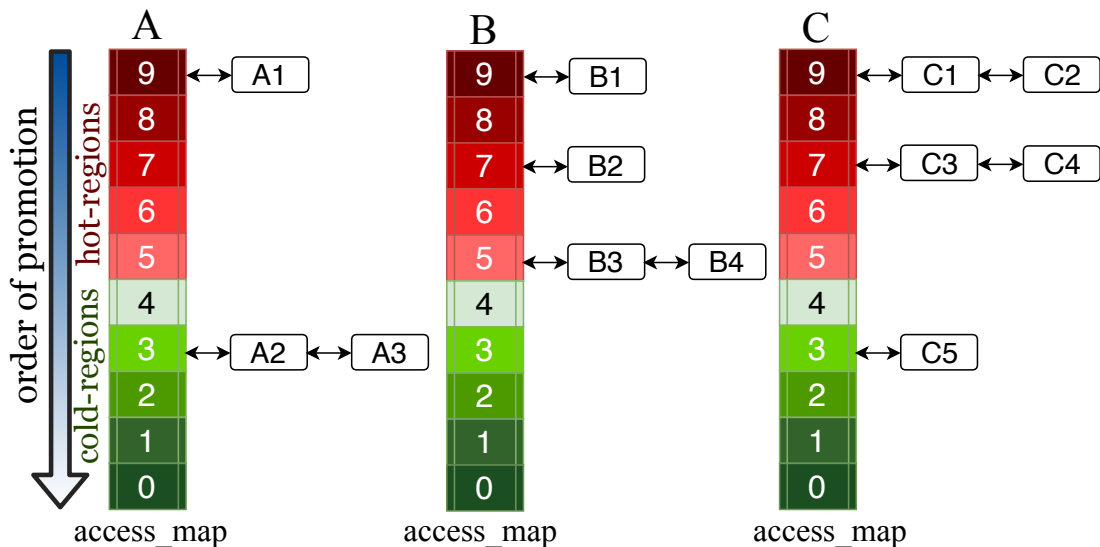 order of promotion
hot-regions
cold-regions
A
9
8
7
6
5
4
3
2
1
0
A1
A2
A3
access_map
B
9
8
7
6
5
4
3
2
1
0
B1
B2
B3
B4
access_map
C
9
8
7
6
5
4
3
2
1
0
C1
C2
C3
C4
C5
access_map